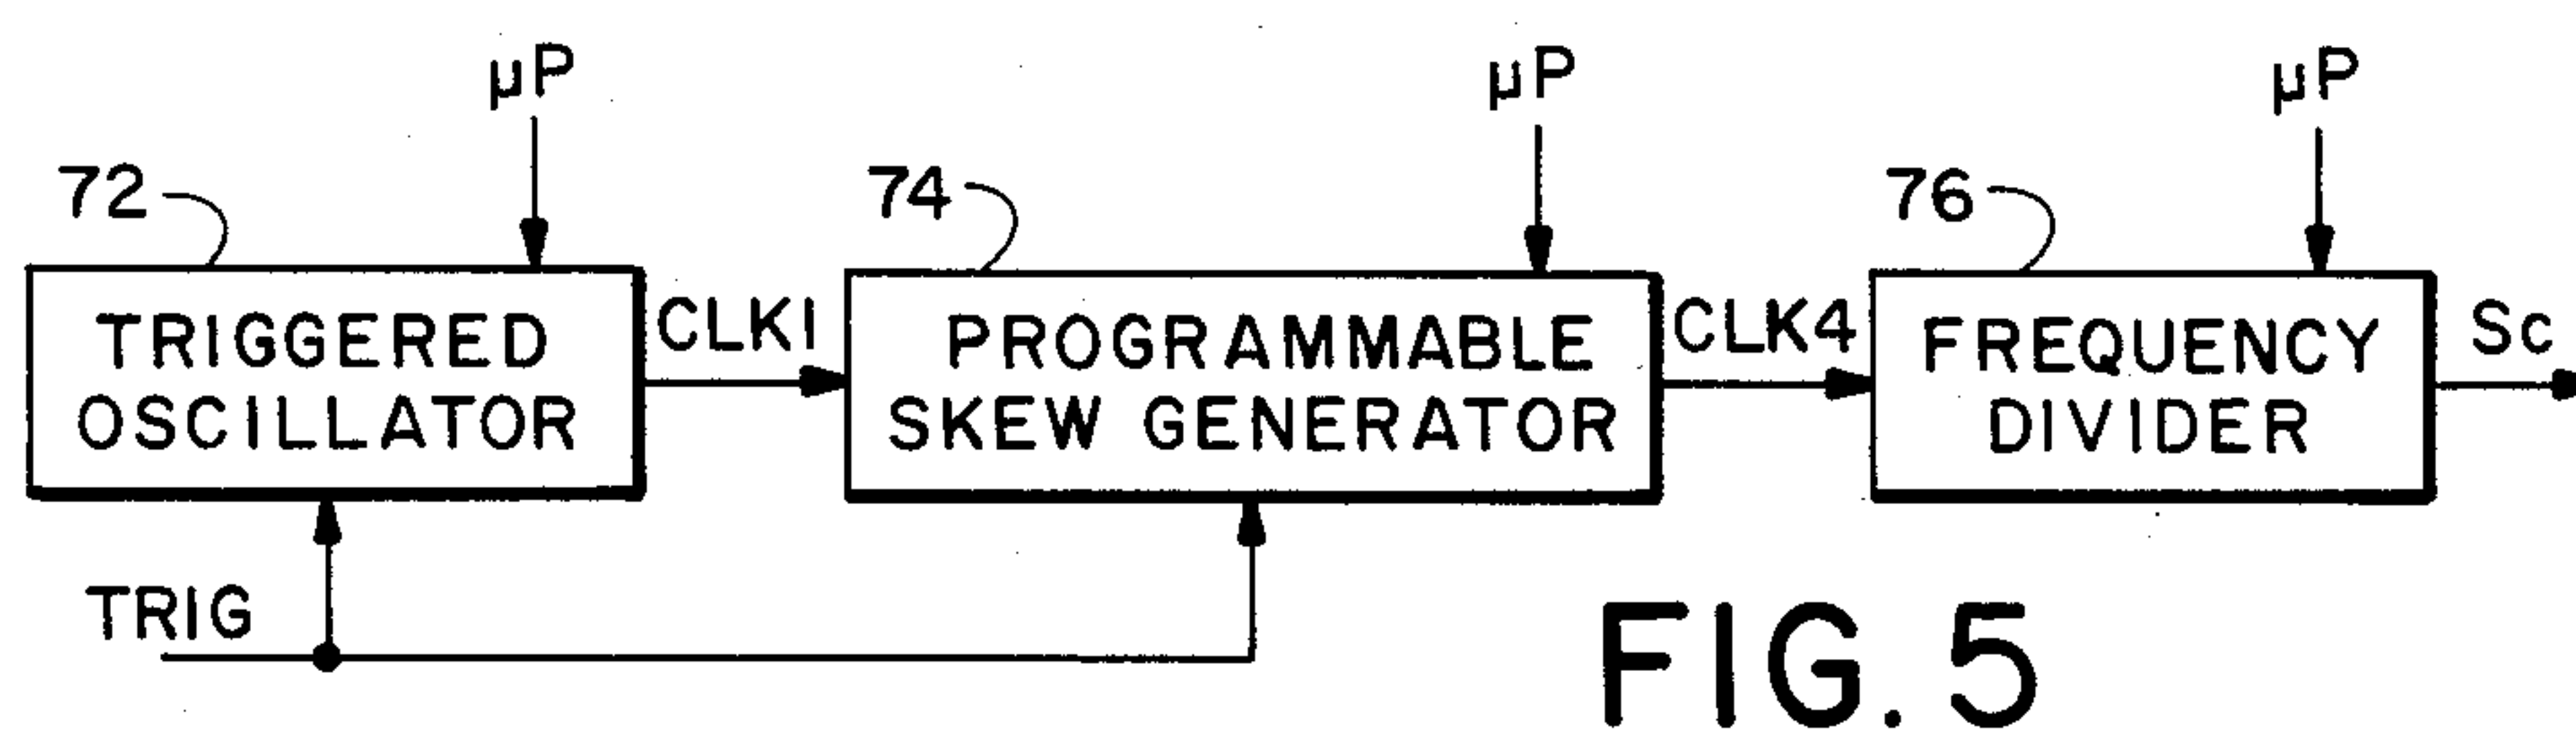 µP
µP
µP
72
74
76
TRIGGERED
OSCILLATOR
CLK1
PROGRAMMABLE
SKEW GENERATOR
CLK4
FREQUENCY
DIVIDER
Sc
TRIG
FIG. 5